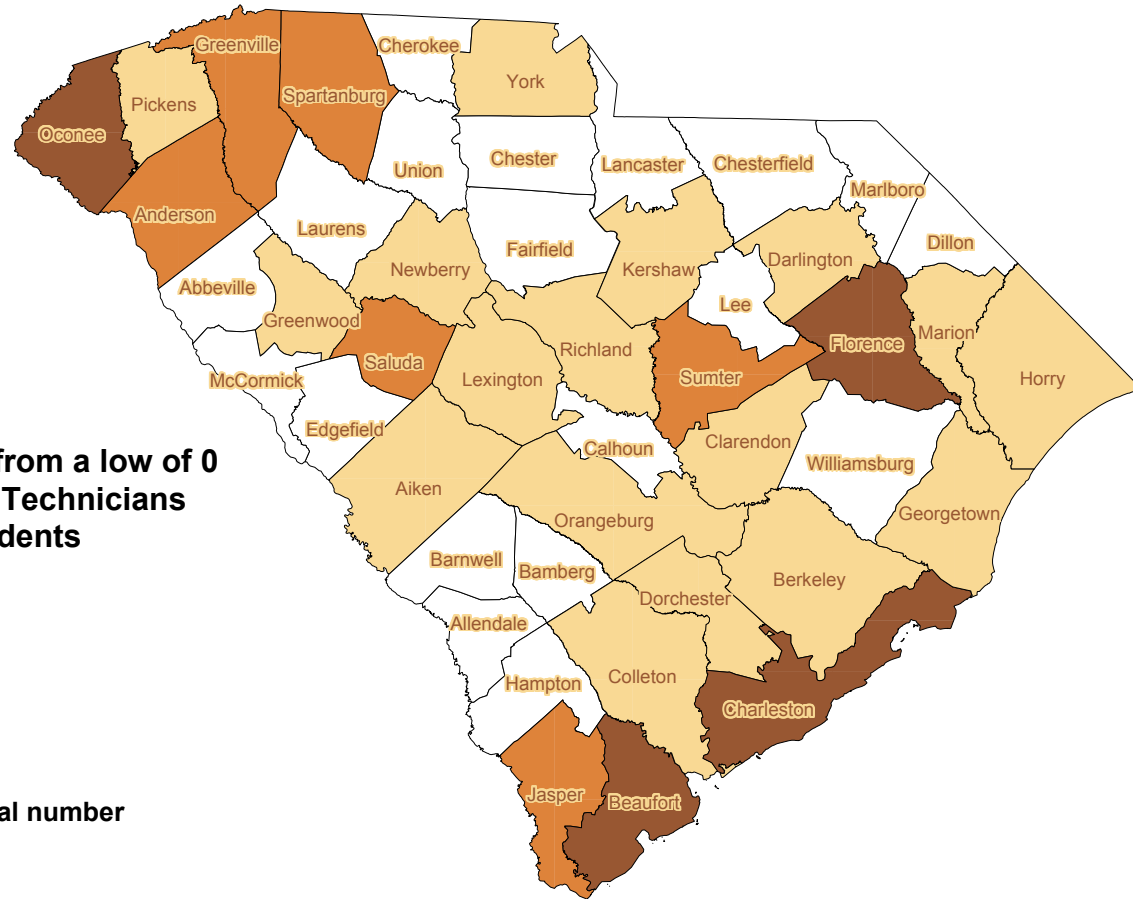 Greenville
Cherokee
York
Pickens
Spartanburg
Oconee
Chester
Lancaster
Chesterfield
Union
Marlboro
Anderson
Laurens
Dillon
Fairfield
Newberry
Kershaw
Darlington
Abbeville
Lee
Greenwood
Marion
Florence
Richland
Saluda
McCormick
Lexington
Sumter
Horry
Edgefield
Calhoun
Clarendon
Williamsburg
from a low of 0
Technicians
dents
Aiken
Georgetown
Orangeburg
Barnwell
Bamberg
Berkeley
Dorchester
Allendale
Hampton
Colleton
Charleston
Jasper
Beaufort
al number